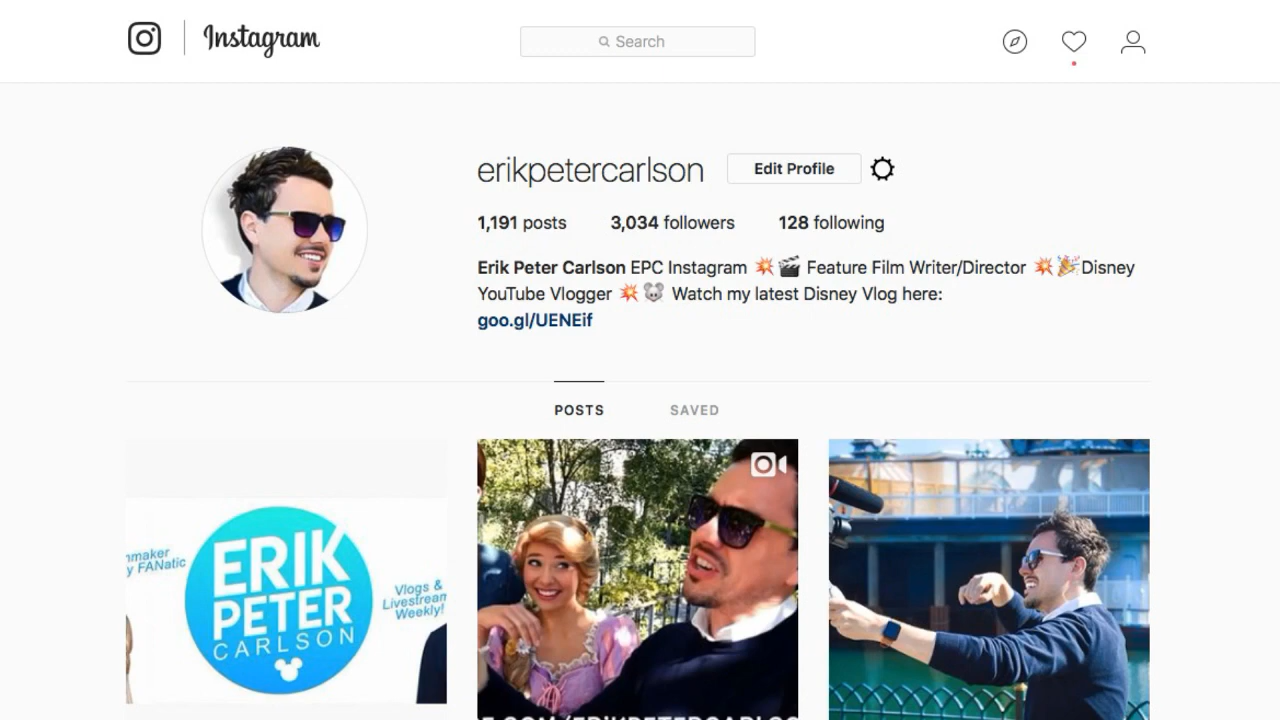 Instagram
Search
erikpetercarlson
Edit Profile
1,191 posts
3,034 followers
128 following
Erik Peter Carlson EPC Instagram 💥🎬 Feature Film Writer/Director 💥🎉Disney
YouTube Vlogger 💥🐭 Watch my latest Disney Vlog here:
goo.gl/UENEif
POSTS
SAVED
y FANatic
ERIK
PETER
CARLSON
Vlogs &
Livestream
Weekly!